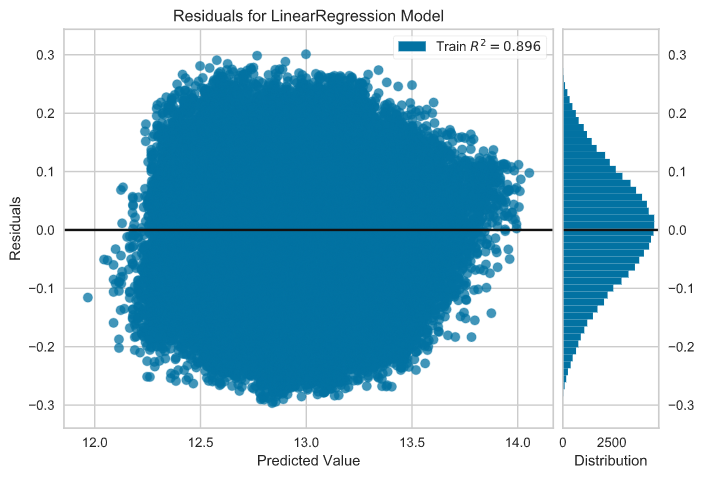 Residuals for LinearRegression Model
Train R² = 0.896
Residuals
0.3
0.2
0.1
0.0
−0.1
−0.2
−0.3
12.0 12.5 13.0 13.5 14.0
Predicted Value
0.3
0.2
0.1
0.0
−0.1
−0.2
−0.3
0 2500
Distribution